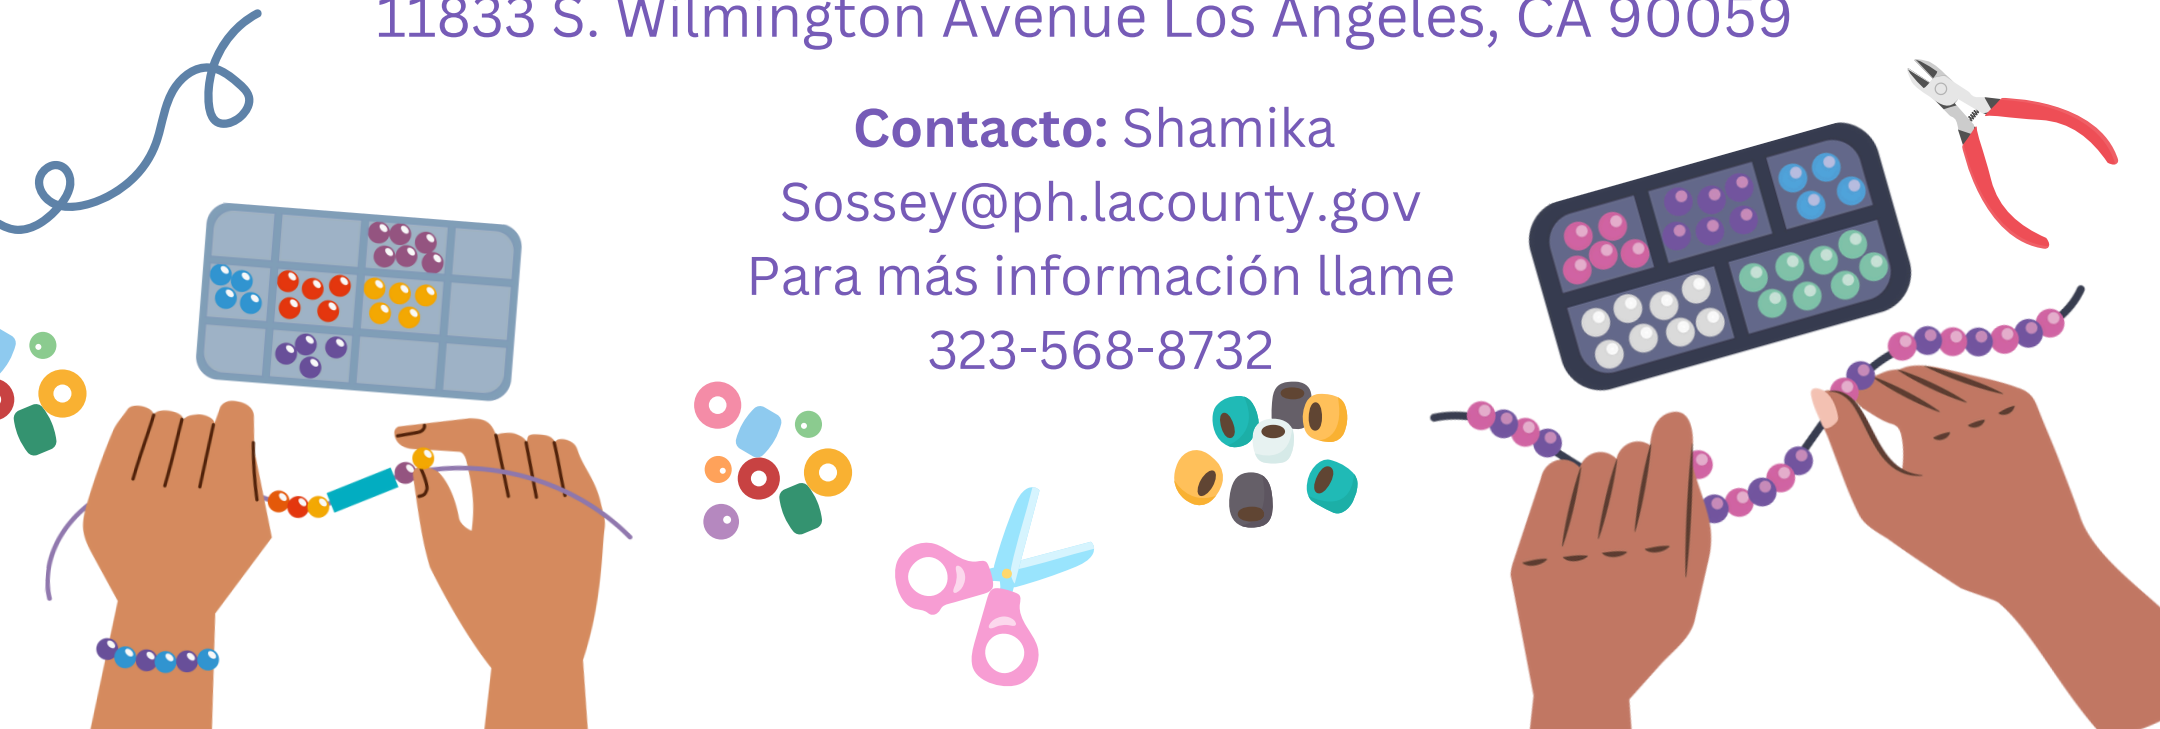 11833 S. Wilmington Avenue Los Angeles, CA 90059
Contacto: Shamika
Sossey@ph.lacounty.gov
Para más información llame
323-568-8732